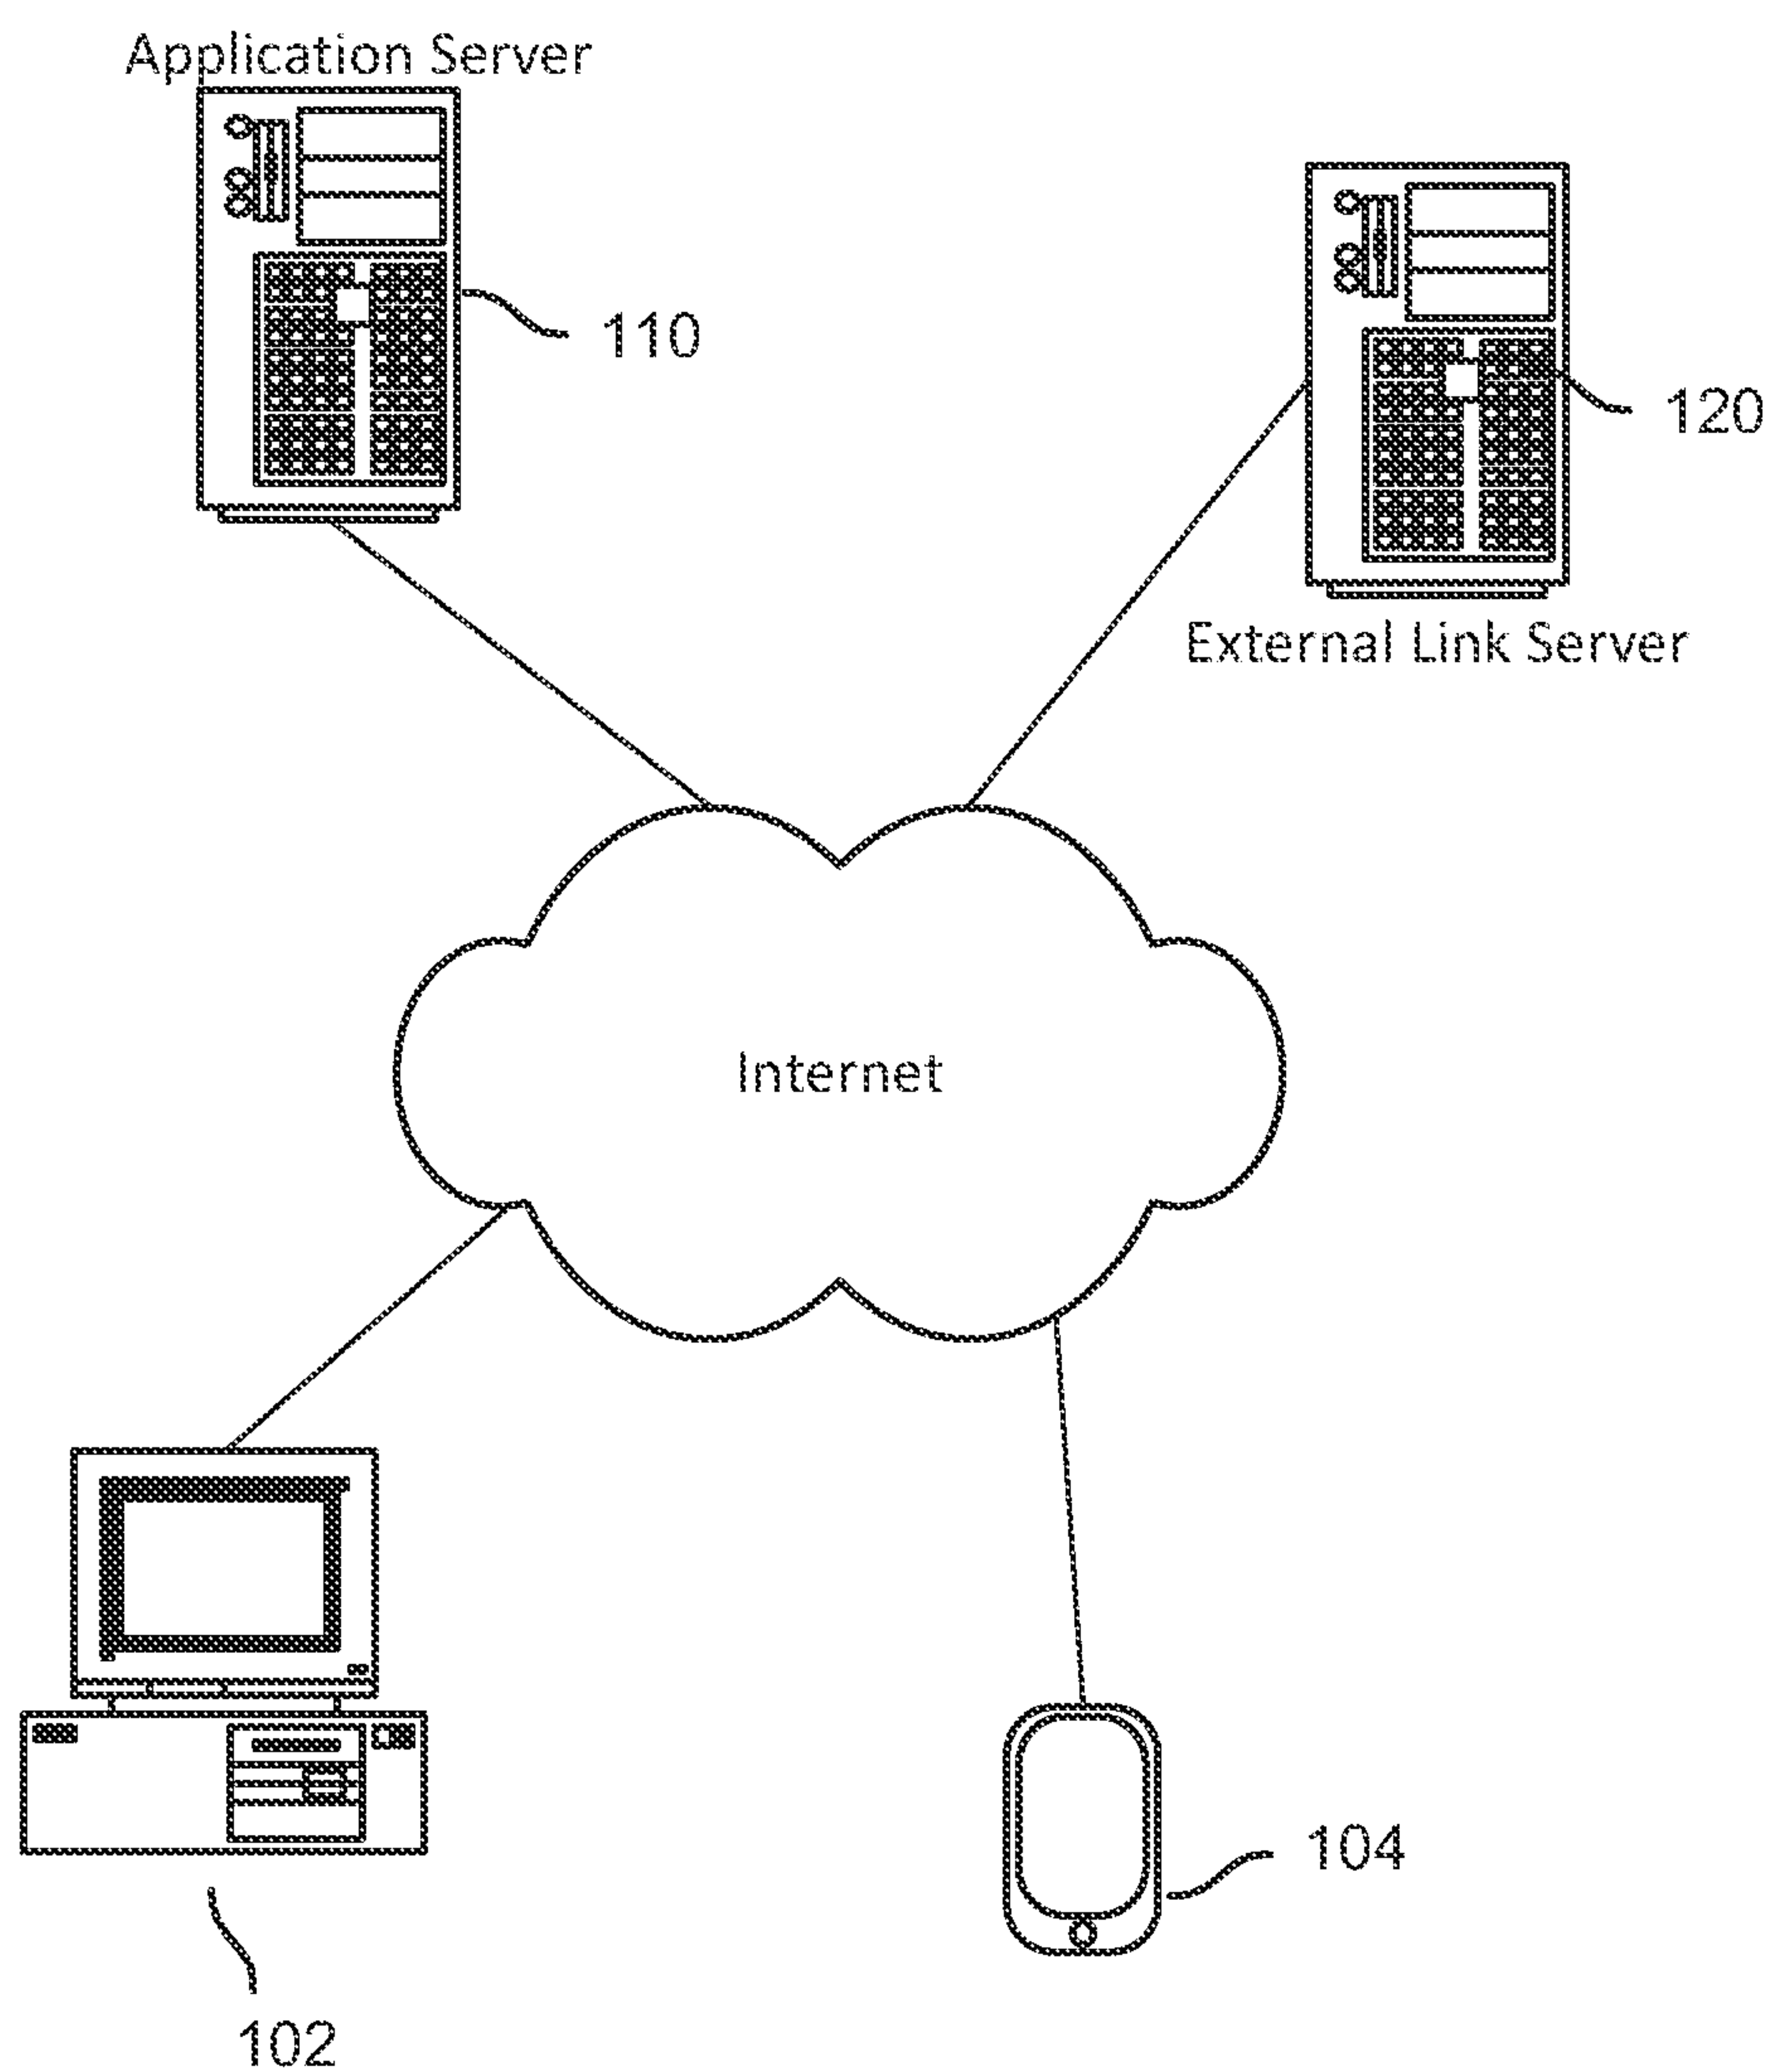 Application Server
110
120
External Link Server
Internet
104
102